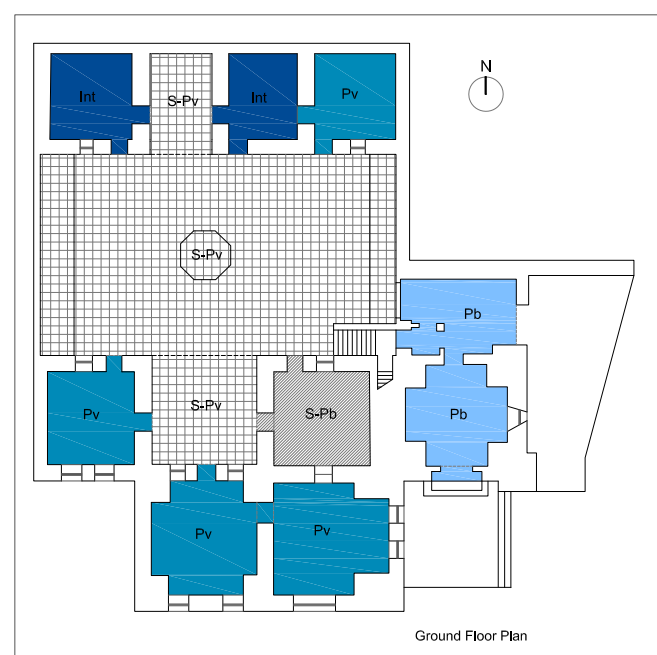 N
Int
S-Pv
Int
Pv
S-Pv
Pb
Pv
S-Pv
S-Pb
Pb
Pv
Pv
Ground Floor Plan